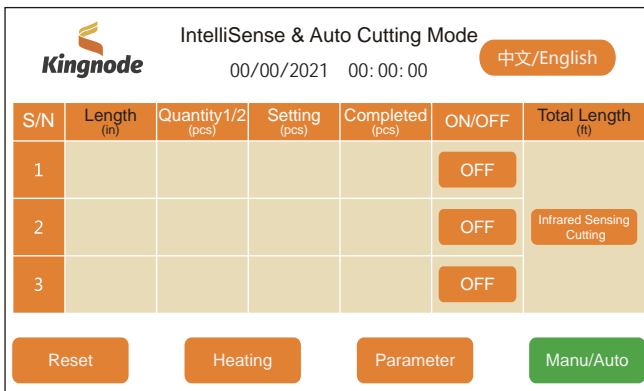 IntelliSense & Auto Cutting Mode
Kingnode
00/00/2021 00:00:00
中文/English
S/N Length (in) Quantity1/2 (pcs) Setting (pcs) Completed (pcs) ON/OFF Total Length (ft)
1 OFF
2 OFF Infrared Sensing
Cutting
3 OFF
Reset Heating Parameter Manu/Auto